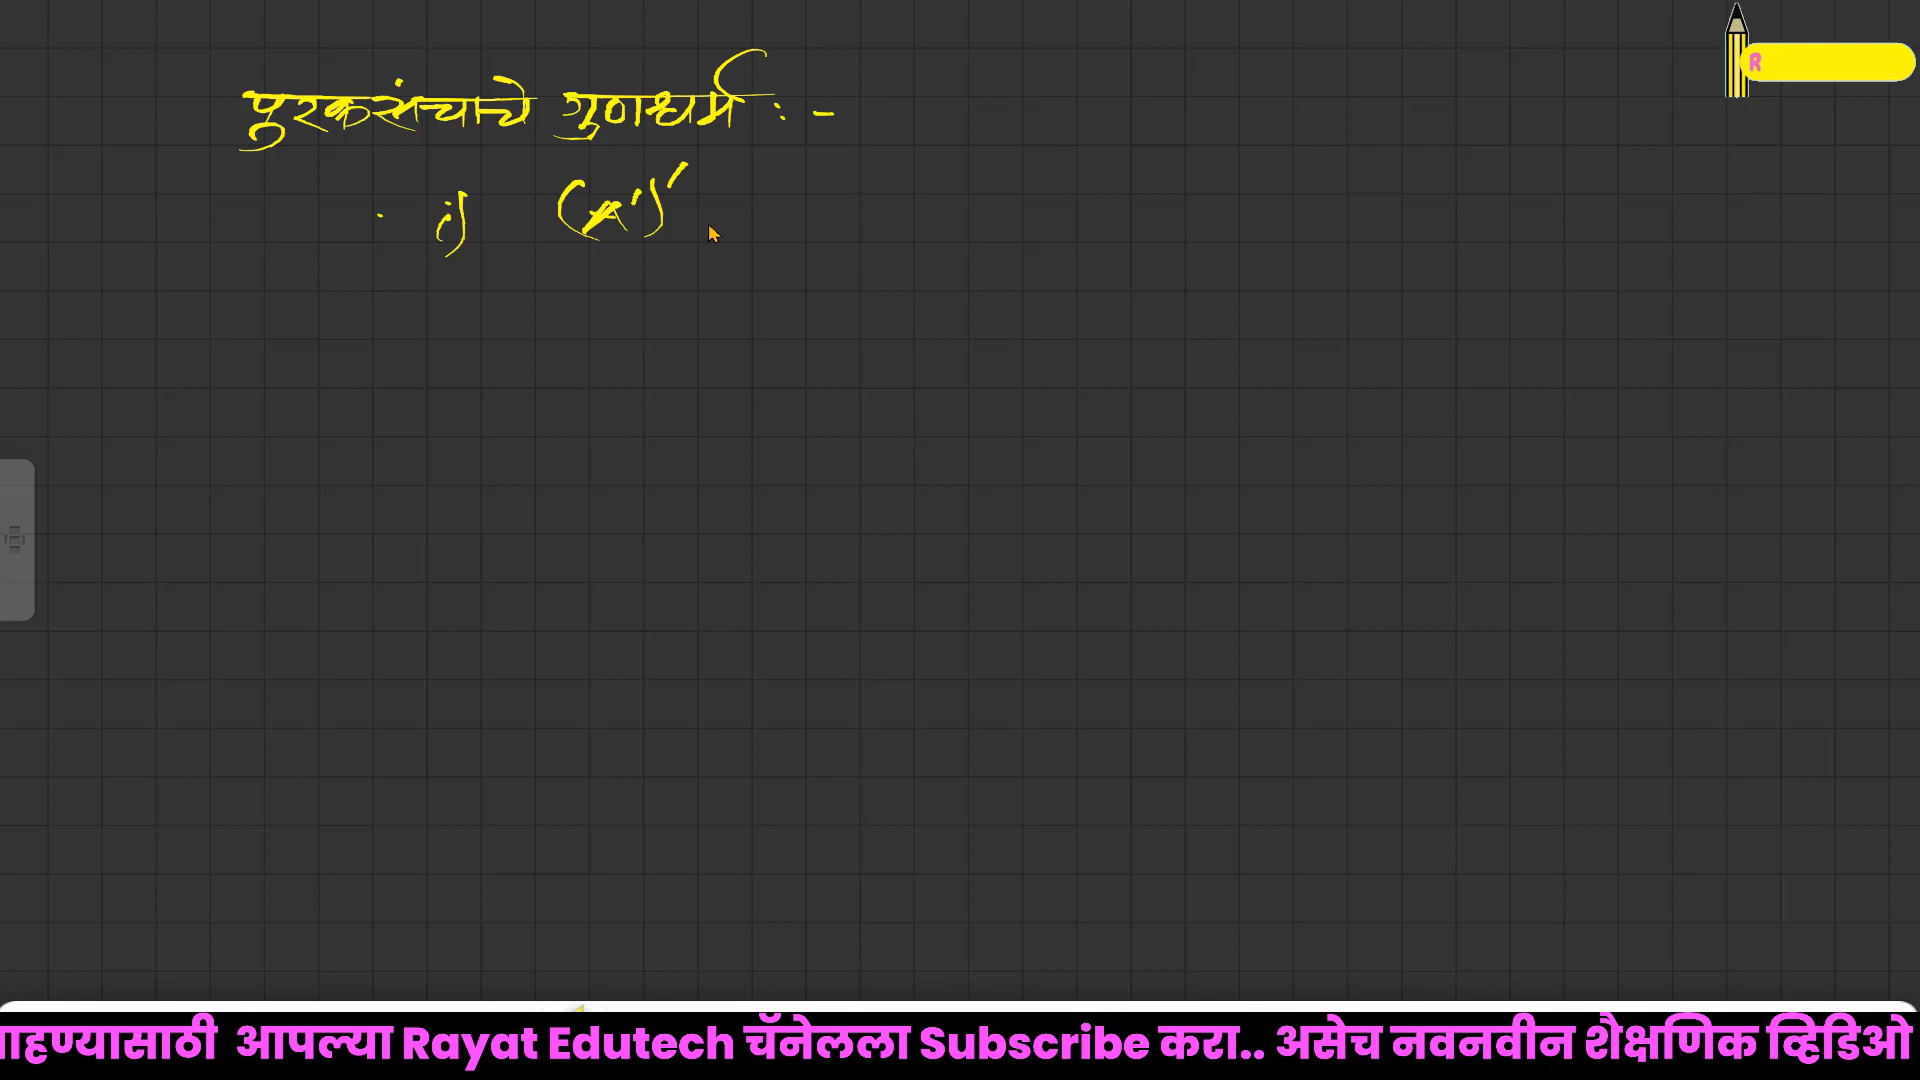 पुरकसंचाचे गुणधर्म :-
i) (A')'
R
ाहण्यासाठी आपल्या Rayat Edutech चॅनेलला Subscribe करा.. असेच नवनवीन शैक्षणिक व्हिडिओ